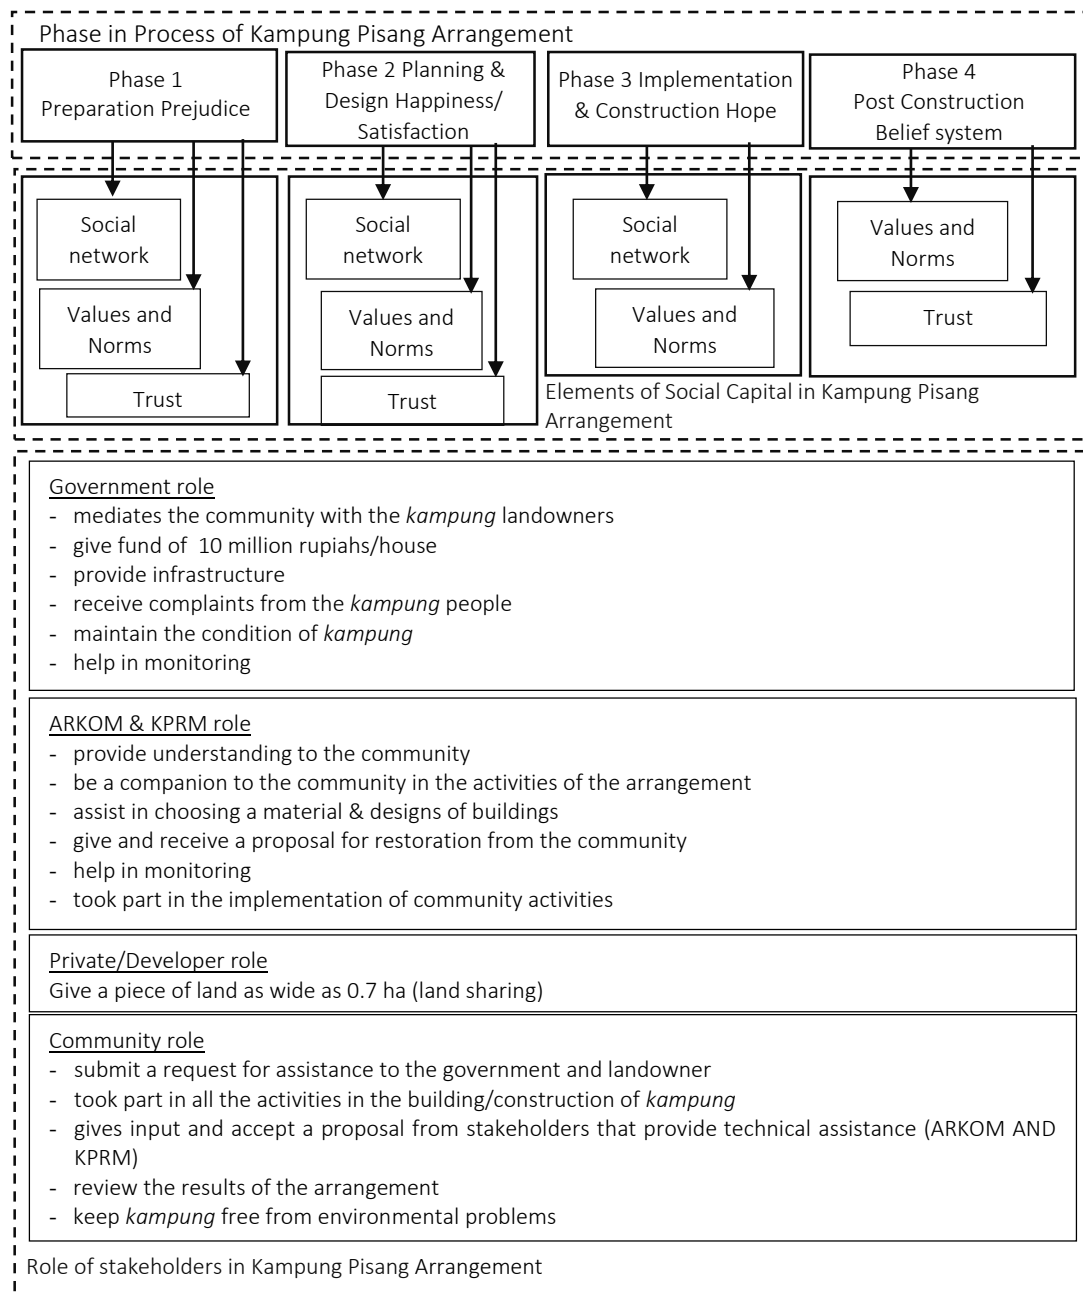 Phase in Process of Kampung Pisang Arrangement
Phase 1
Preparation Prejudice
Phase 2 Planning &
Design Happiness/
Satisfaction
Phase 3 Implementation
& Construction Hope
Phase 4
Post Construction
Belief system
Social
network
Values and
Norms
Trust
Social
network
Values and
Norms
Trust
Social
network
Values and
Norms
Values and
Norms
Trust
Elements of Social Capital in Kampung Pisang
Arrangement
Government role
- mediates the community with the kampung landowners
- give fund of 10 million rupiahs/house
- provide infrastructure
- receive complaints from the kampung people
- maintain the condition of kampung
- help in monitoring
ARKOM & KPRM role
- provide understanding to the community
- be a companion to the community in the activities of the arrangement
- assist in choosing a material & designs of buildings
- give and receive a proposal for restoration from the community
- help in monitoring
- took part in the implementation of community activities
Private/Developer role
Give a piece of land as wide as 0.7 ha (land sharing)
Community role
- submit a request for assistance to the government and landowner
- took part in all the activities in the building/construction of kampung
- gives input and accept a proposal from stakeholders that provide technical assistance (ARKOM AND
KPRM)
- review the results of the arrangement
- keep kampung free from environmental problems
Role of stakeholders in Kampung Pisang Arrangement